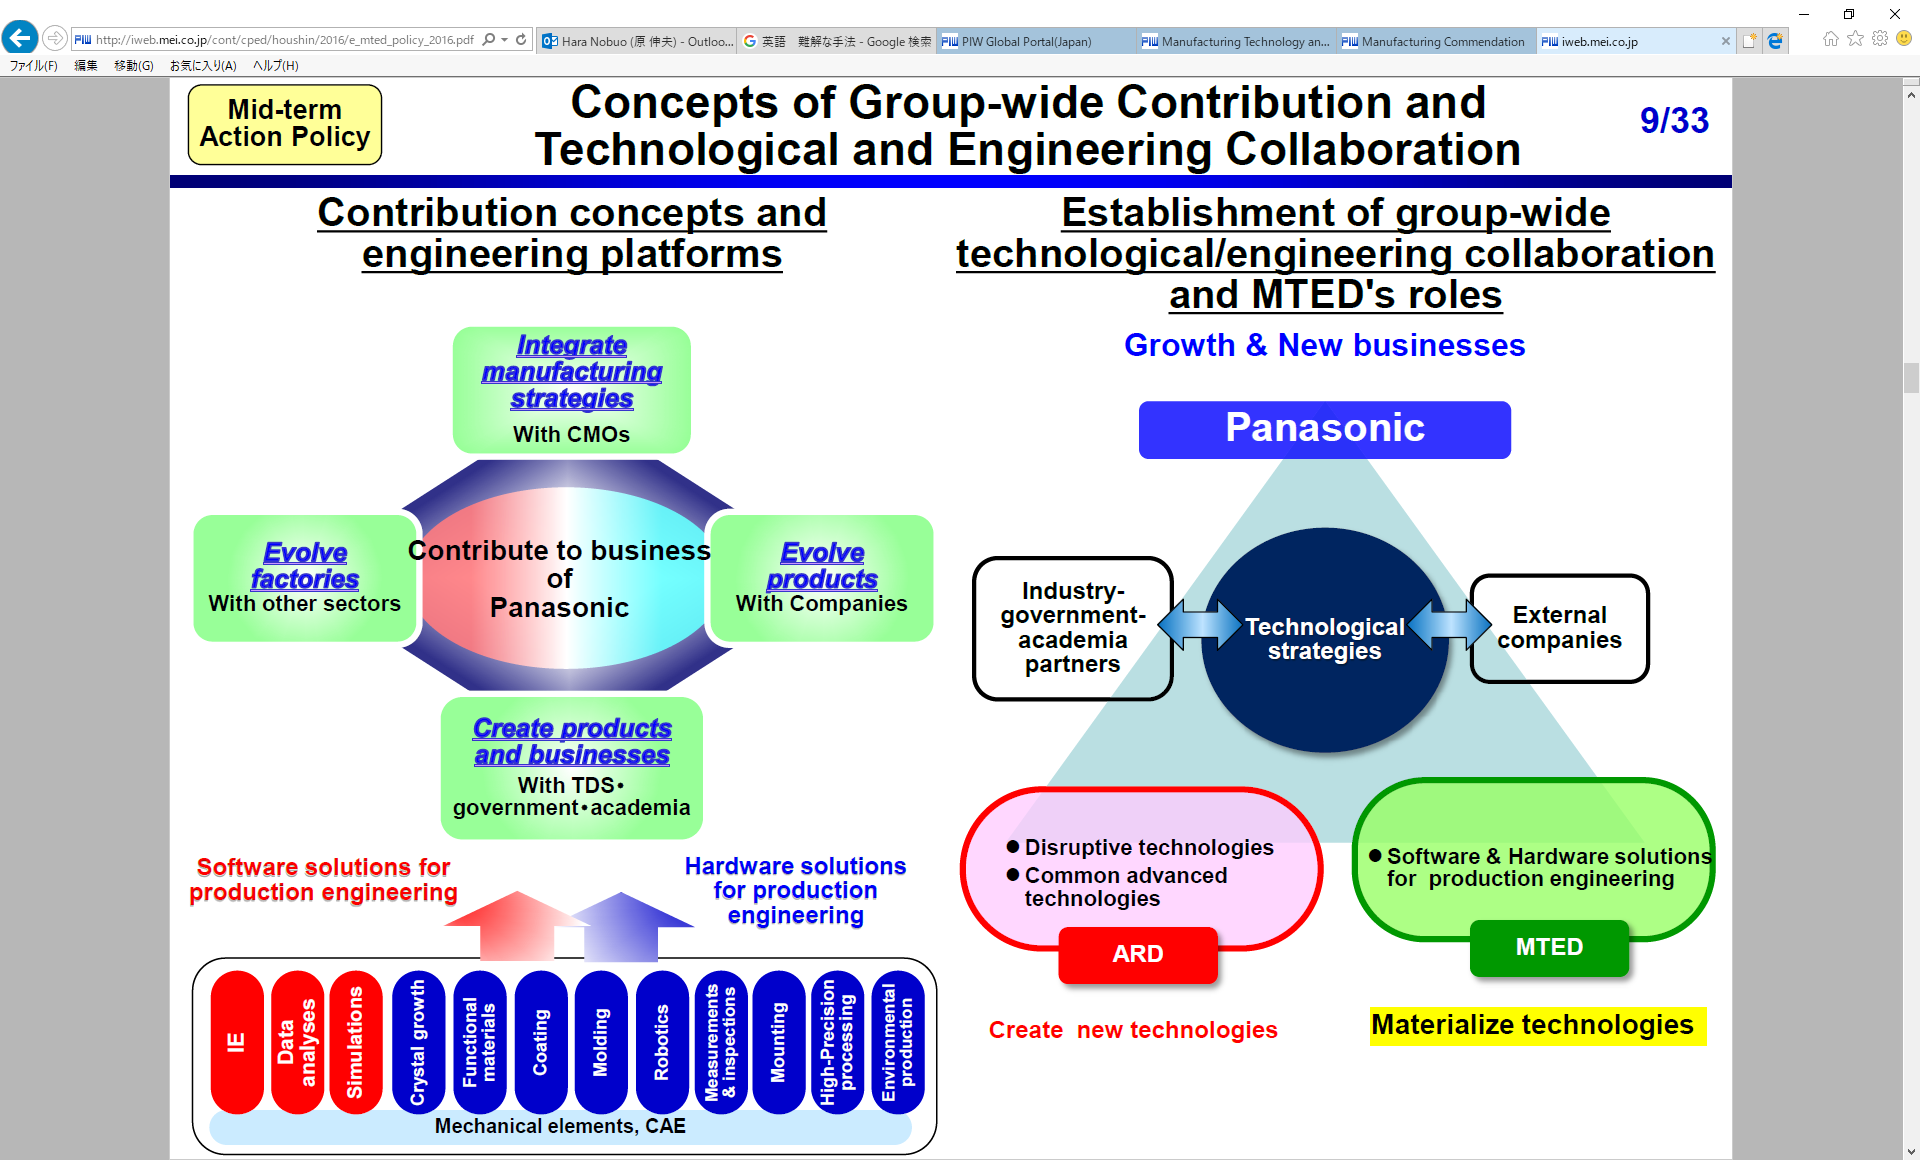 http://iweb.mei.co.jp/cont/cped/houshin/2016/e_mted_policy_2016.pdf
Hara Nobuo (原 伸夫) - Outloo...
英語 難解な手法 - Google 検索
PIW Global Portal(Japan)
Manufacturing Technology an...
Manufacturing Commendation
iweb.mei.co.jp
ファイル(F) 編集 移動(G) お気に入り(A) ヘルプ(H)
Mid-term
Action Policy
Concepts of Group-wide Contribution and
Technological and Engineering Collaboration
9/33
Contribution concepts and
engineering platforms
Integrate
manufacturing
strategies
With CMOs
Evolve
factories
With other sectors
Contribute to business
of
Panasonic
Evolve
products
With Companies
Create products
and businesses
With TDS•
government•academia
Software solutions for
production engineering
Hardware solutions
for production
engineering
IE
Data
analyses
Simulations
Crystal growth
Functional
materials
Coating
Molding
Robotics
Measurements
& inspections
Mounting
High-Precision
processing
Environmental
production
Mechanical elements, CAE
Establishment of group-wide
technological/engineering collaboration
and MTED's roles
Growth & New businesses
Panasonic
Industry-
government-
academia
partners
Technological
strategies
External
companies
● Disruptive technologies
● Common advanced
technologies
ARD
Create new technologies
● Software & Hardware solutions
for production engineering
MTED
Materialize technologies